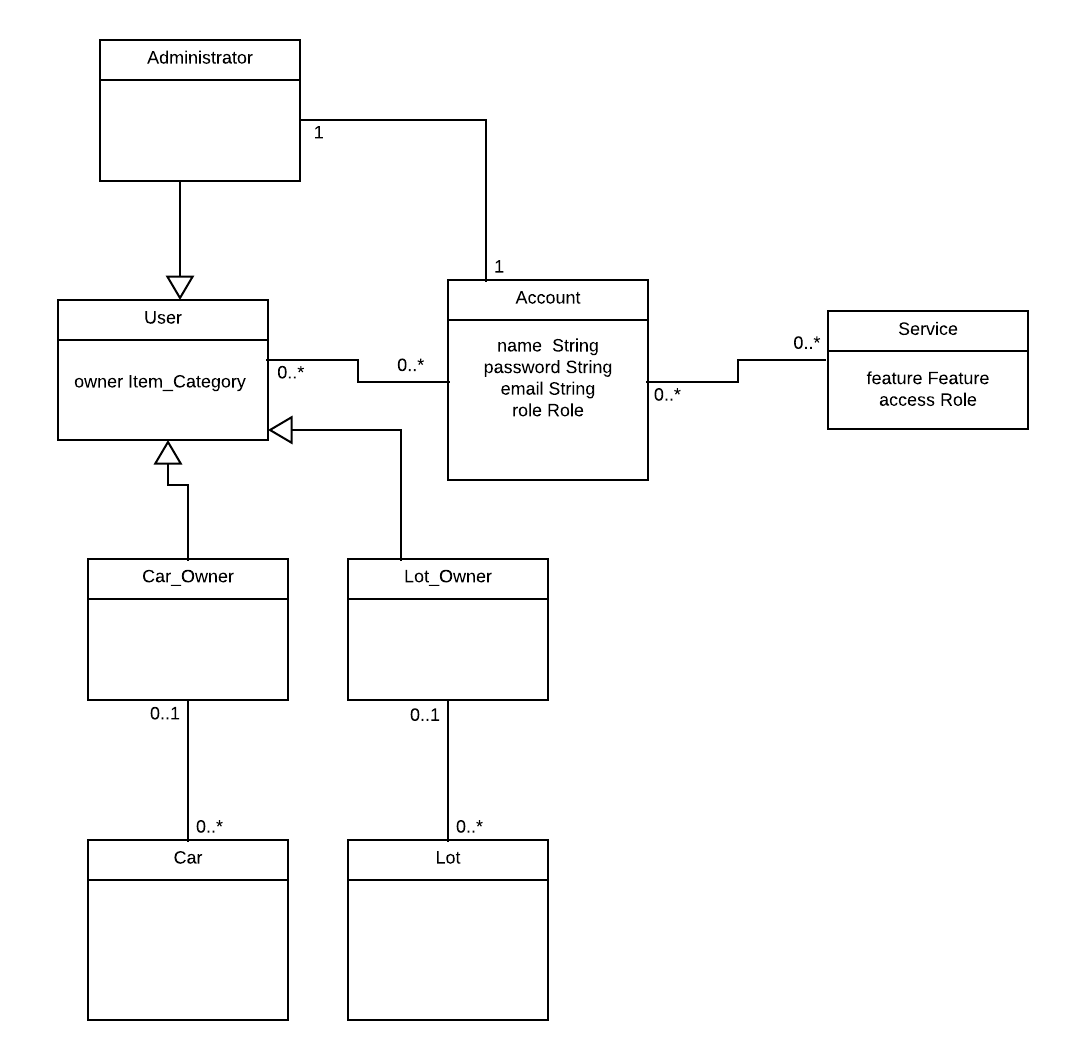 Administrator
1
1
User
owner Item_Category
0..*
0..*
Account
name  String
password String
email String
role Role
0..*
0..*
Service
feature Feature
access Role
Car_Owner
Lot_Owner
0..1
0..1
0..*
0..*
Car
Lot